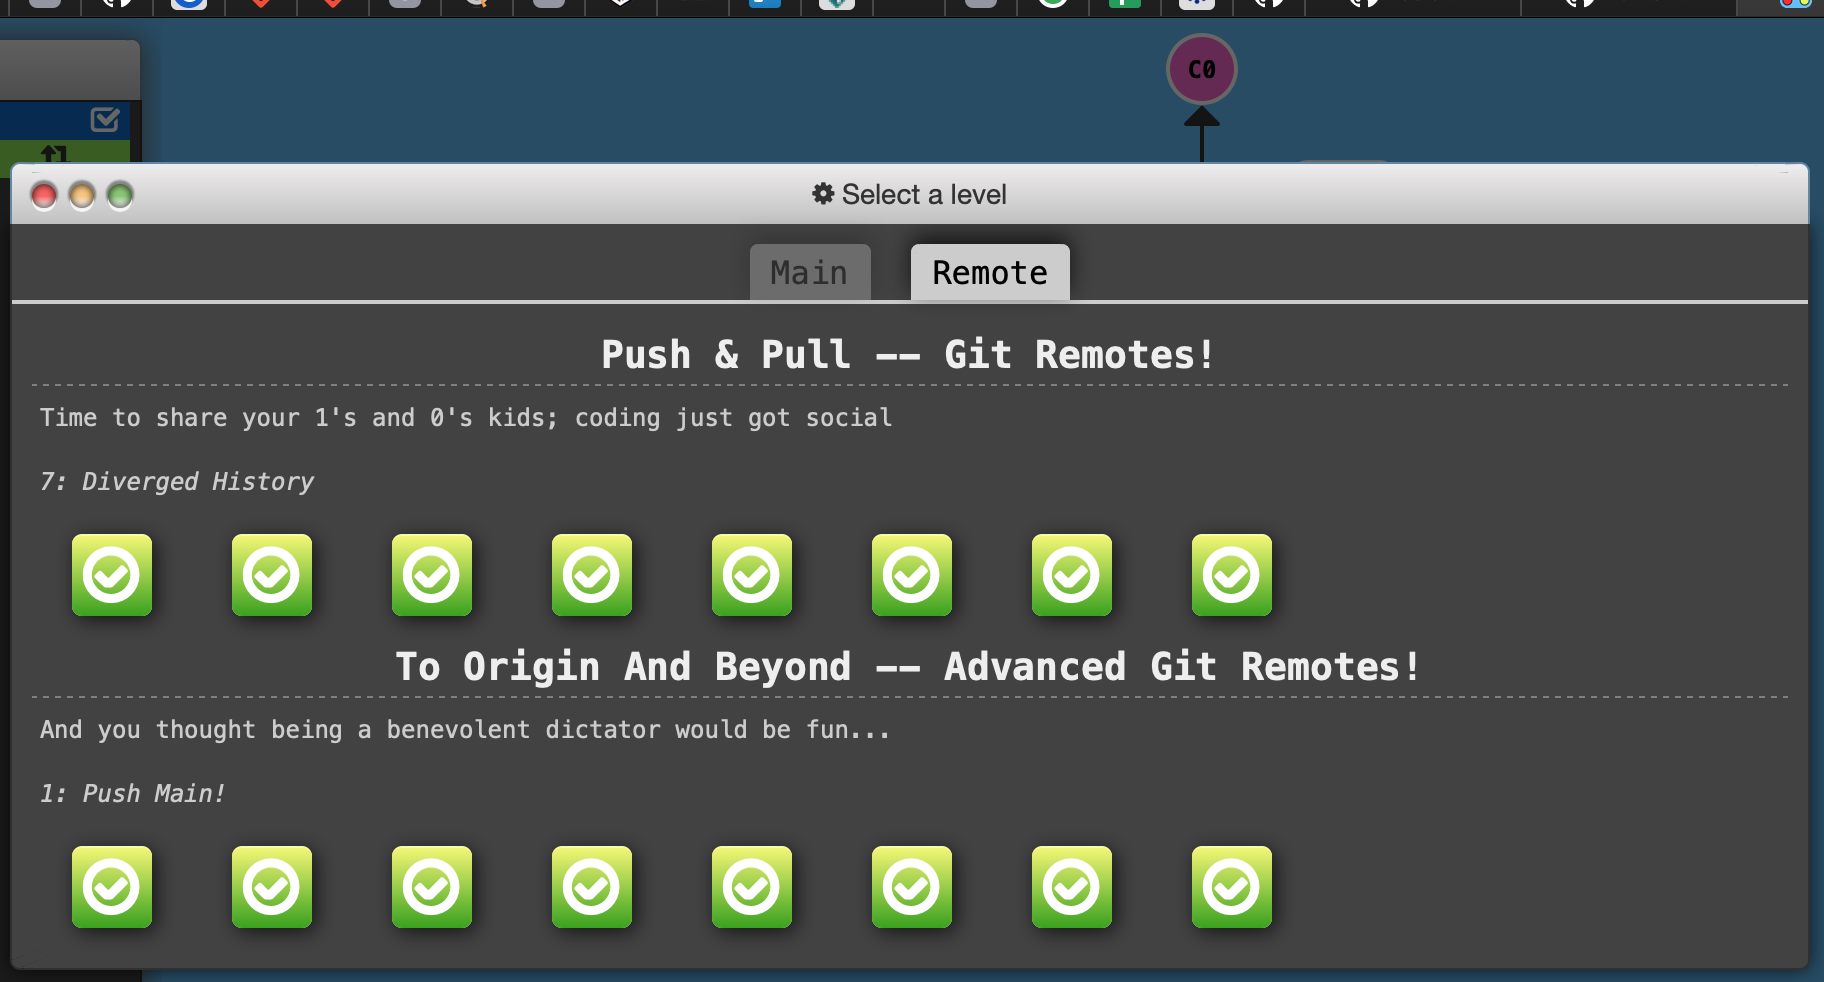 C0
Select a level
Main
Remote
Push & Pull -- Git Remotes!
Time to share your 1's and 0's kids; coding just got social
7: Diverged History
To Origin And Beyond -- Advanced Git Remotes!
And you thought being a benevolent dictator would be fun...
1: Push Main!